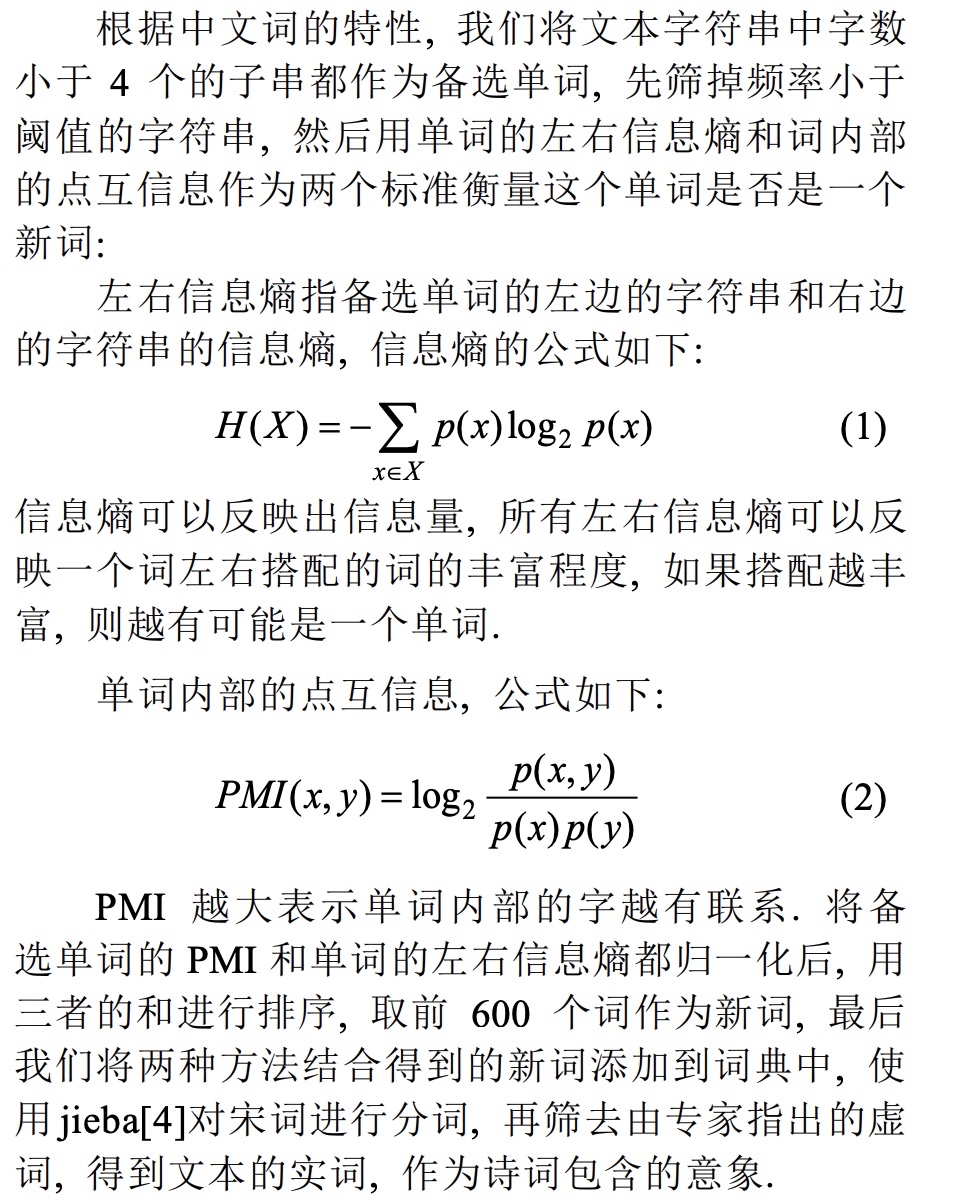 根据中文词的特性, 我们将文本字符串中字数
小于 4 个的子串都作为备选单词, 先筛掉频率小于
阈值的字符串, 然后用单词的左右信息熵和词内部
的点互信息作为两个标准衡量这个单词是否是一个
新词:
左右信息熵指备选单词的左边的字符串和右边
的字符串的信息熵, 信息熵的公式如下:
H(X) = −∑_{x∈X} p(x)log₂ p(x) (1)
信息熵可以反映出信息量, 所有左右信息熵可以反
映一个词左右搭配的词的丰富程度, 如果搭配越丰
富, 则越有可能是一个单词.
单词内部的点互信息, 公式如下:
PMI(x, y) = log₂ p(x, y) / p(x)p(y) (2)
PMI 越大表示单词内部的字越有联系. 将备
选单词的 PMI 和单词的左右信息熵都归一化后, 用
三者的和进行排序, 取前 600 个词作为新词, 最后
我们将两种方法结合得到的新词添加到词典中, 使
用jieba[4]对宋词进行分词, 再筛去由专家指出的虚
词, 得到文本的实词, 作为诗词包含的意象.